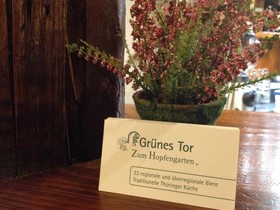 Grünes Tor
Zum Hopfengarten
33 regionale und überregionale Biere
Traditionelle Thüringer Küche